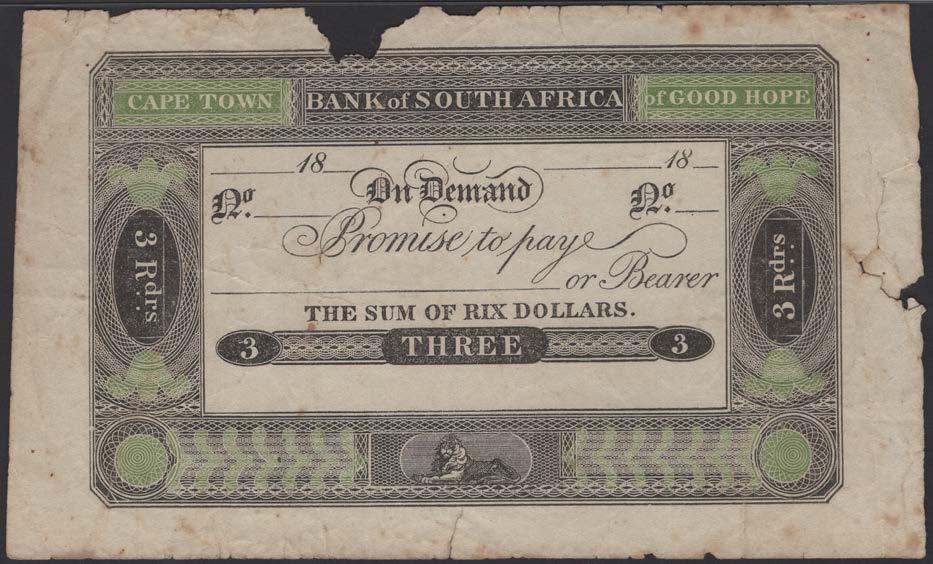 CAPE TOWN BANK of SOUTH AFRICA of GOOD HOPE
18 18
No. On Demand No.
Promise to pay
or Bearer
THE SUM OF RIX DOLLARS.
3 THREE 3
3 Rdrs
3 Rdrs